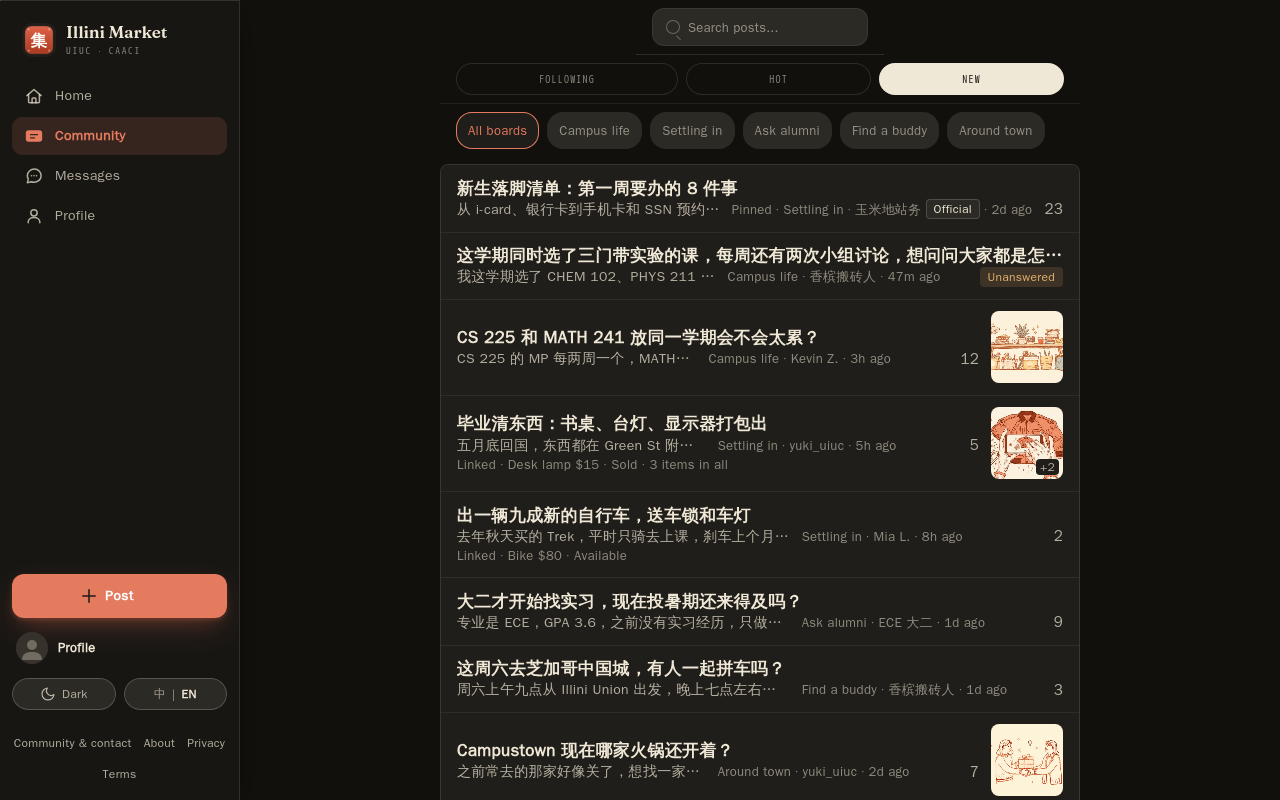 集
Illini Market
UIUC · CAACI
Home
Community
Messages
Profile
Post
Profile
Dark
中 | EN
Community & contact About Privacy
Terms
Search posts...
FOLLOWING HOT NEW
All boards Campus life Settling in Ask alumni Find a buddy Around town
新生落脚清单：第一周要办的 8 件事
从 i-card、银行卡到手机卡和 SSN 预约… Pinned · Settling in · 玉米地站务 Official · 2d ago 23
这学期同时选了三门带实验的课，每周还有两次小组讨论，想问问大家都是怎…
我这学期选了 CHEM 102、PHYS 211 … Campus life · 香槟搬砖人 · 47m ago Unanswered
CS 225 和 MATH 241 放同一学期会不会太累？
CS 225 的 MP 每两周一个，MATH… Campus life · Kevin Z. · 3h ago 12
毕业清东西：书桌、台灯、显示器打包出
五月底回国，东西都在 Green St 附… Settling in · yuki_uiuc · 5h ago 5
Linked · Desk lamp $15 · Sold · 3 items in all
+2
出一辆九成新的自行车，送车锁和车灯
去年秋天买的 Trek，平时只骑去上课，刹车上个月… Settling in · Mia L. · 8h ago 2
Linked · Bike $80 · Available
大二才开始找实习，现在投暑期还来得及吗？
专业是 ECE，GPA 3.6，之前没有实习经历，只做… Ask alumni · ECE 大二 · 1d ago 9
这周六去芝加哥中国城，有人一起拼车吗？
周六上午九点从 Illini Union 出发，晚上七点左右… Find a buddy · 香槟搬砖人 · 1d ago 3
Campustown 现在哪家火锅还开着？
之前常去的那家好像关了，想找一家… Around town · yuki_uiuc · 2d ago 7